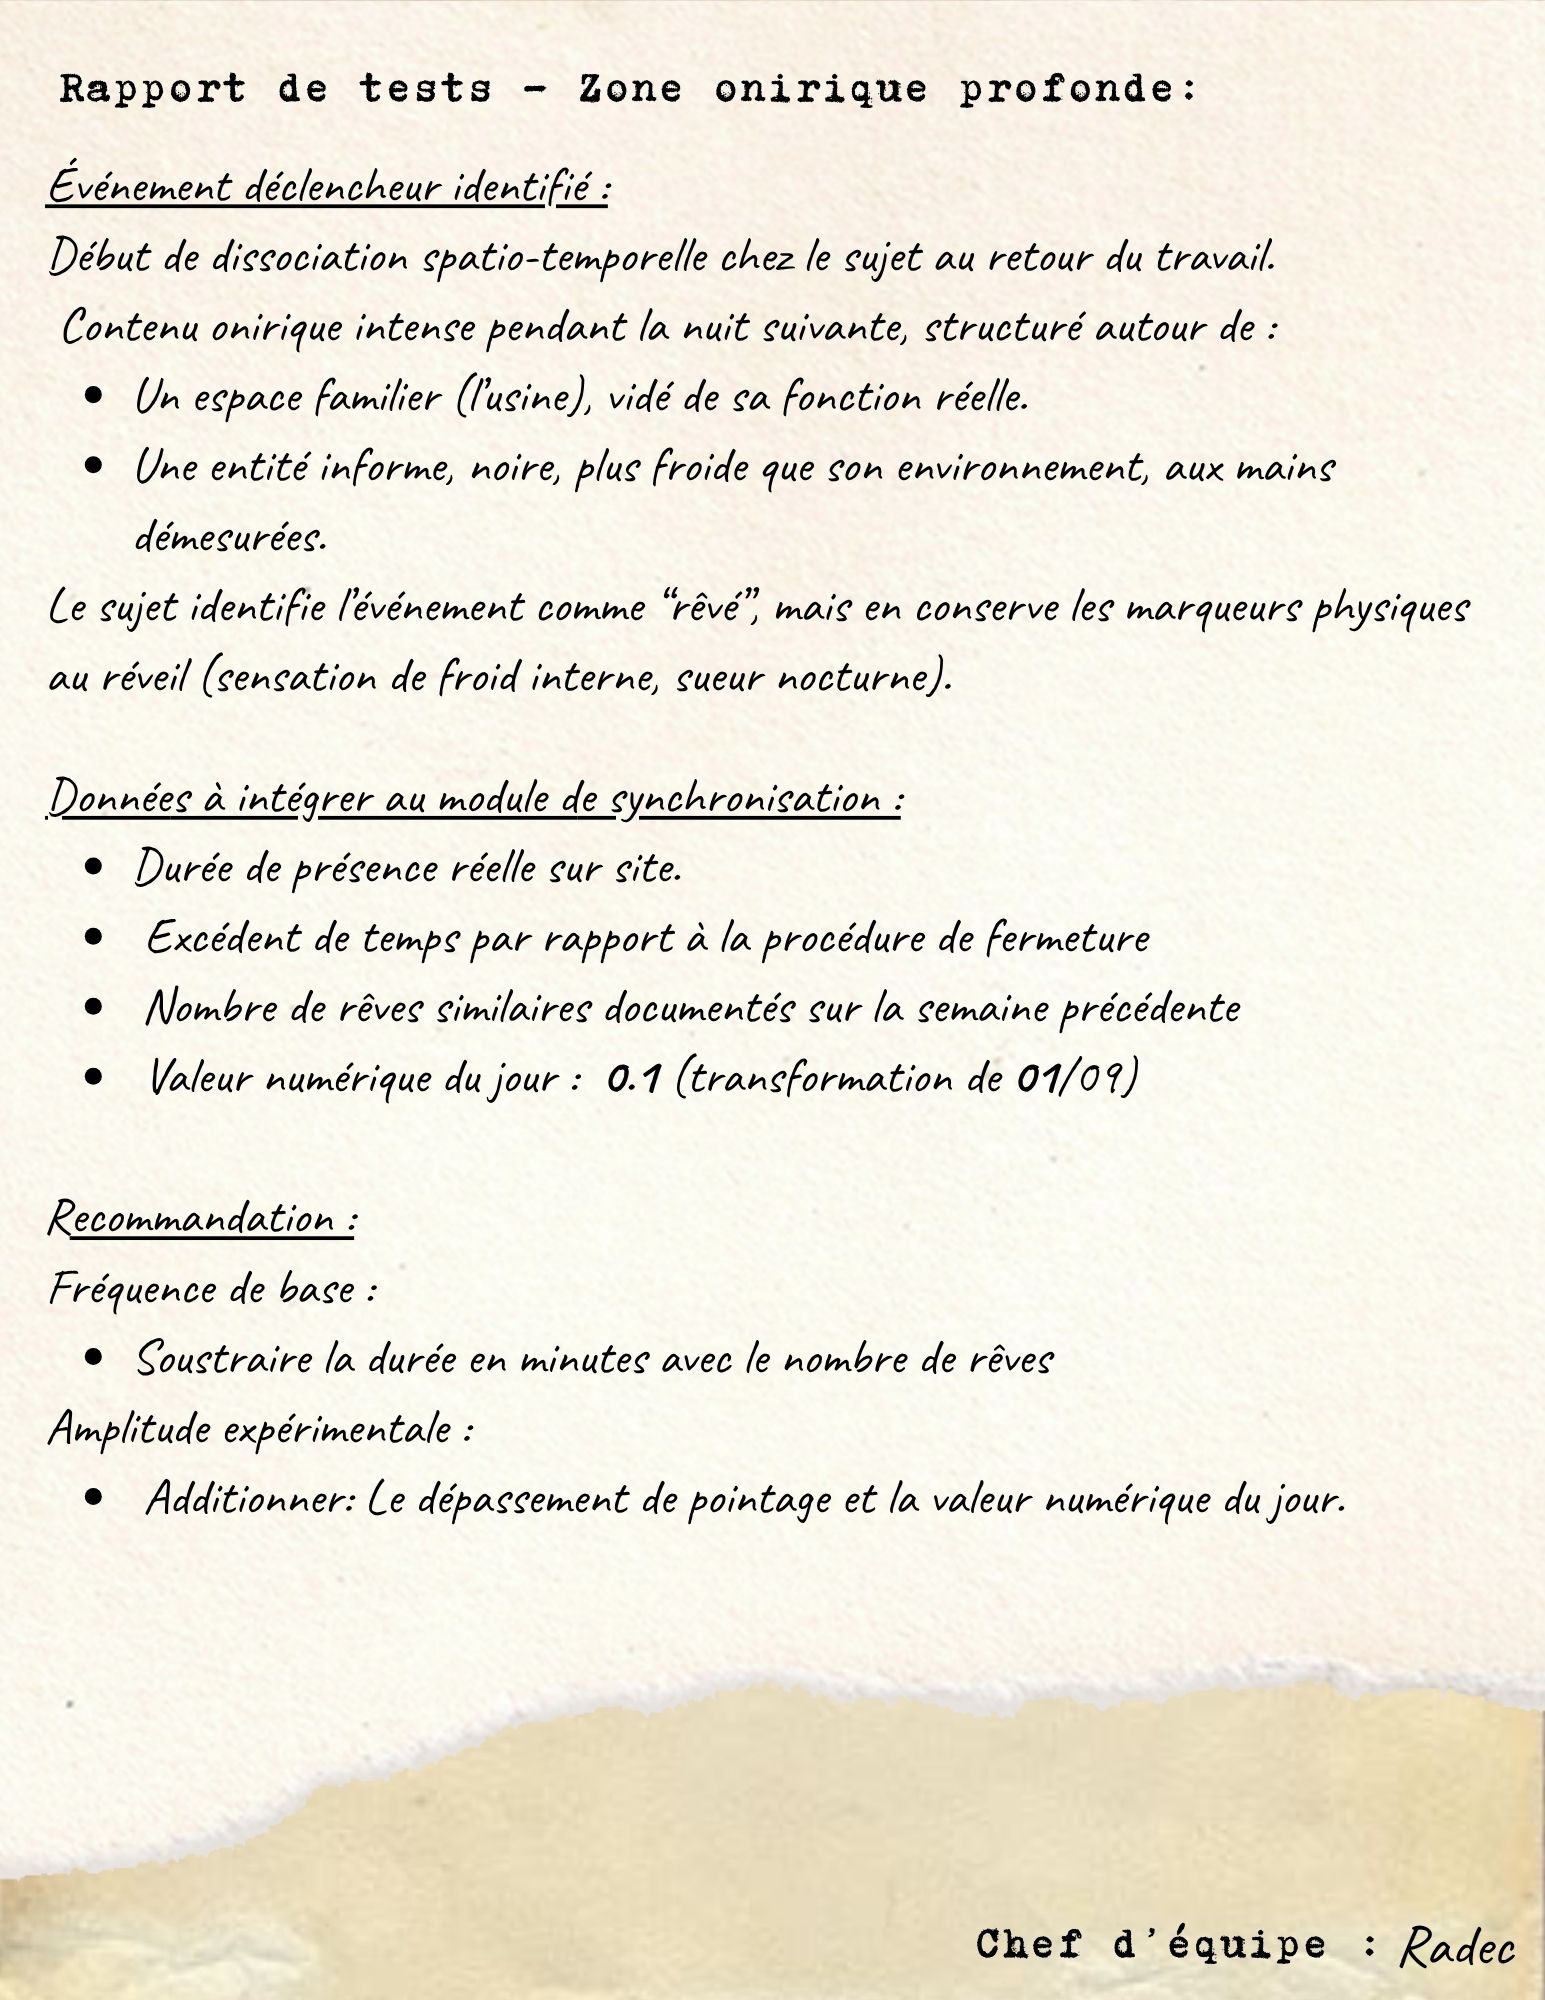 Rapport de tests - Zone onirique profonde:
Événement déclencheur identifié :
Début de dissociation spatio-temporelle chez le sujet au retour du travail.
Contenu onirique intense pendant la nuit suivante, structuré autour de :
• Un espace familier (l'usine), vidé de sa fonction réelle.
• Une entité informe, noire, plus froide que son environnement, aux mains
démesurées.
Le sujet identifie l'événement comme “rêvé”, mais en conserve les marqueurs physiques
au réveil (sensation de froid interne, sueur nocturne).
Données à intégrer au module de synchronisation :
• Durée de présence réelle sur site.
• Excédent de temps par rapport à la procédure de fermeture
• Nombre de rêves similaires documentés sur la semaine précédente
• Valeur numérique du jour : 0.1 (transformation de 01/09)
Recommandation :
Fréquence de base :
• Soustraire la durée en minutes avec le nombre de rêves
Amplitude expérimentale :
• Additionner: Le dépassement de pointage et la valeur numérique du jour.
Chef d'équipe : Radec